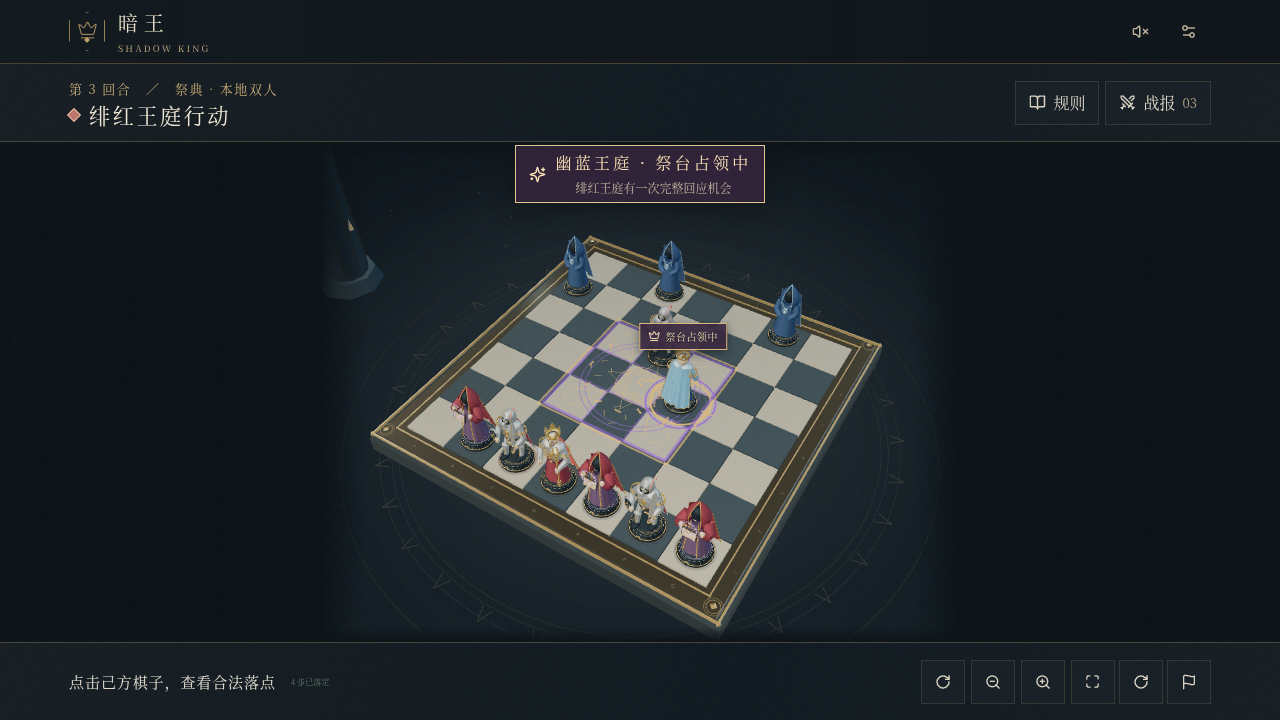 暗王
SHADOW KING
第 3 回合 ／ 祭典 · 本地双人
绯红王庭行动
规则
战报 03
幽蓝王庭 · 祭台占领中
绯红王庭有一次完整回应机会
祭台占领中
点击己方棋子，查看合法落点
4 步已落定